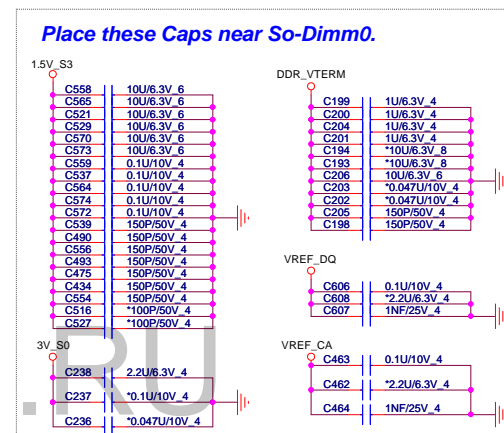 Place these Caps near So-Dimm0.
1.5V_S3
C558 10U/6.3V_6
C565 10U/6.3V_6
C521 10U/6.3V_6
C529 10U/6.3V_6
C570 10U/6.3V_6
C573 10U/6.3V_6
C559 0.1U/10V_4
C537 0.1U/10V_4
C564 0.1U/10V_4
C574 0.1U/10V_4
C572 0.1U/10V_4
C539 150P/50V_4
C490 150P/50V_4
C556 150P/50V_4
C493 150P/50V_4
C475 150P/50V_4
C434 150P/50V_4
C554 150P/50V_4
C516 *100P/50V_4
C527 *100P/50V_4
3V_S0
C238 2.2U/6.3V_4
C237 *0.1U/10V_4
C236 *0.047U/10V_4
DDR_VTERM
C199 1U/6.3V_4
C200 1U/6.3V_4
C204 1U/6.3V_4
C201 1U/6.3V_4
C194 *10U/6.3V_8
C193 *10U/6.3V_8
C206 10U/6.3V_6
C203 *0.047U/10V_4
C202 *0.047U/10V_4
C205 150P/50V_4
C198 150P/50V_4
VREF_DQ
C606 0.1U/10V_4
C608 *2.2U/6.3V_4
C607 1NF/25V_4
VREF_CA
C463 0.1U/10V_4
C462 *2.2U/6.3V_4
C464 1NF/25V_4
.RU